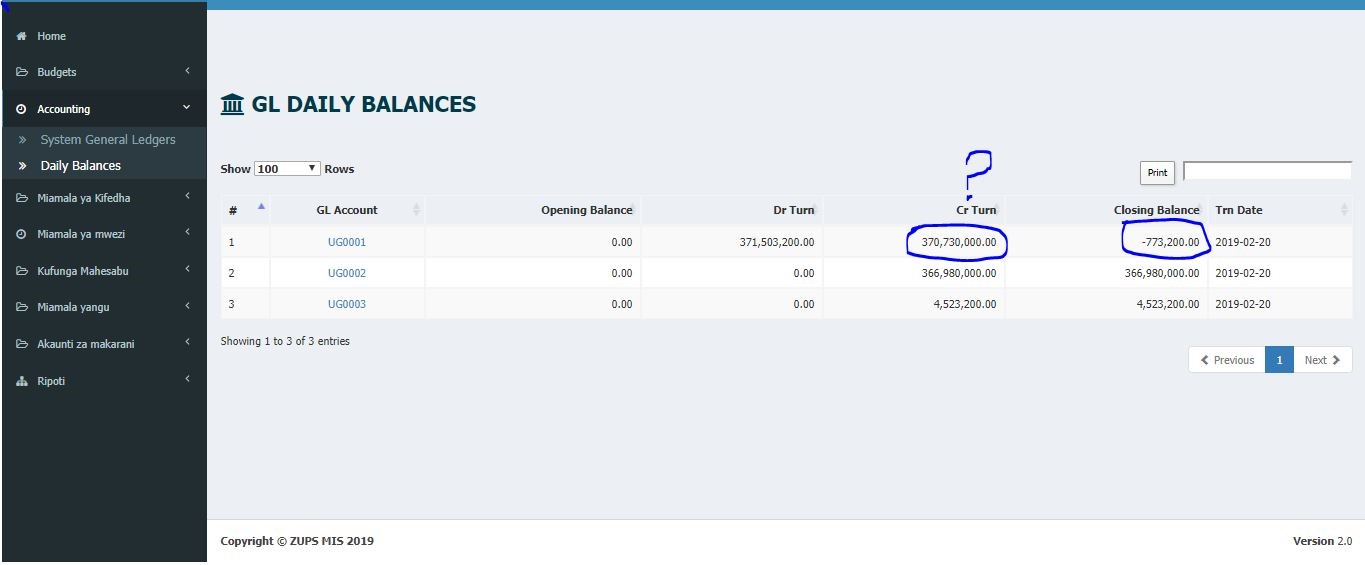 Home
Budgets
Accounting
System General Ledgers
Daily Balances
Miamala ya Kifedha
Miamala ya mwezi
Kufunga Mahesabu
Miamala yangu
Akaunti za makarani
Ripoti
GL DAILY BALANCES
Show 100 Rows
?
Print
# GL Account Opening Balance Dr Turn Cr Turn Closing Balance Trn Date
1 UG0001 0.00 371,503,200.00 370,730,000.00 -773,200.00 2019-02-20
2 UG0002 0.00 0.00 366,980,000.00 366,980,000.00 2019-02-20
3 UG0003 0.00 0.00 4,523,200.00 4,523,200.00 2019-02-20
Showing 1 to 3 of 3 entries
Previous 1 Next
Copyright © ZUPS MIS 2019
Version 2.0